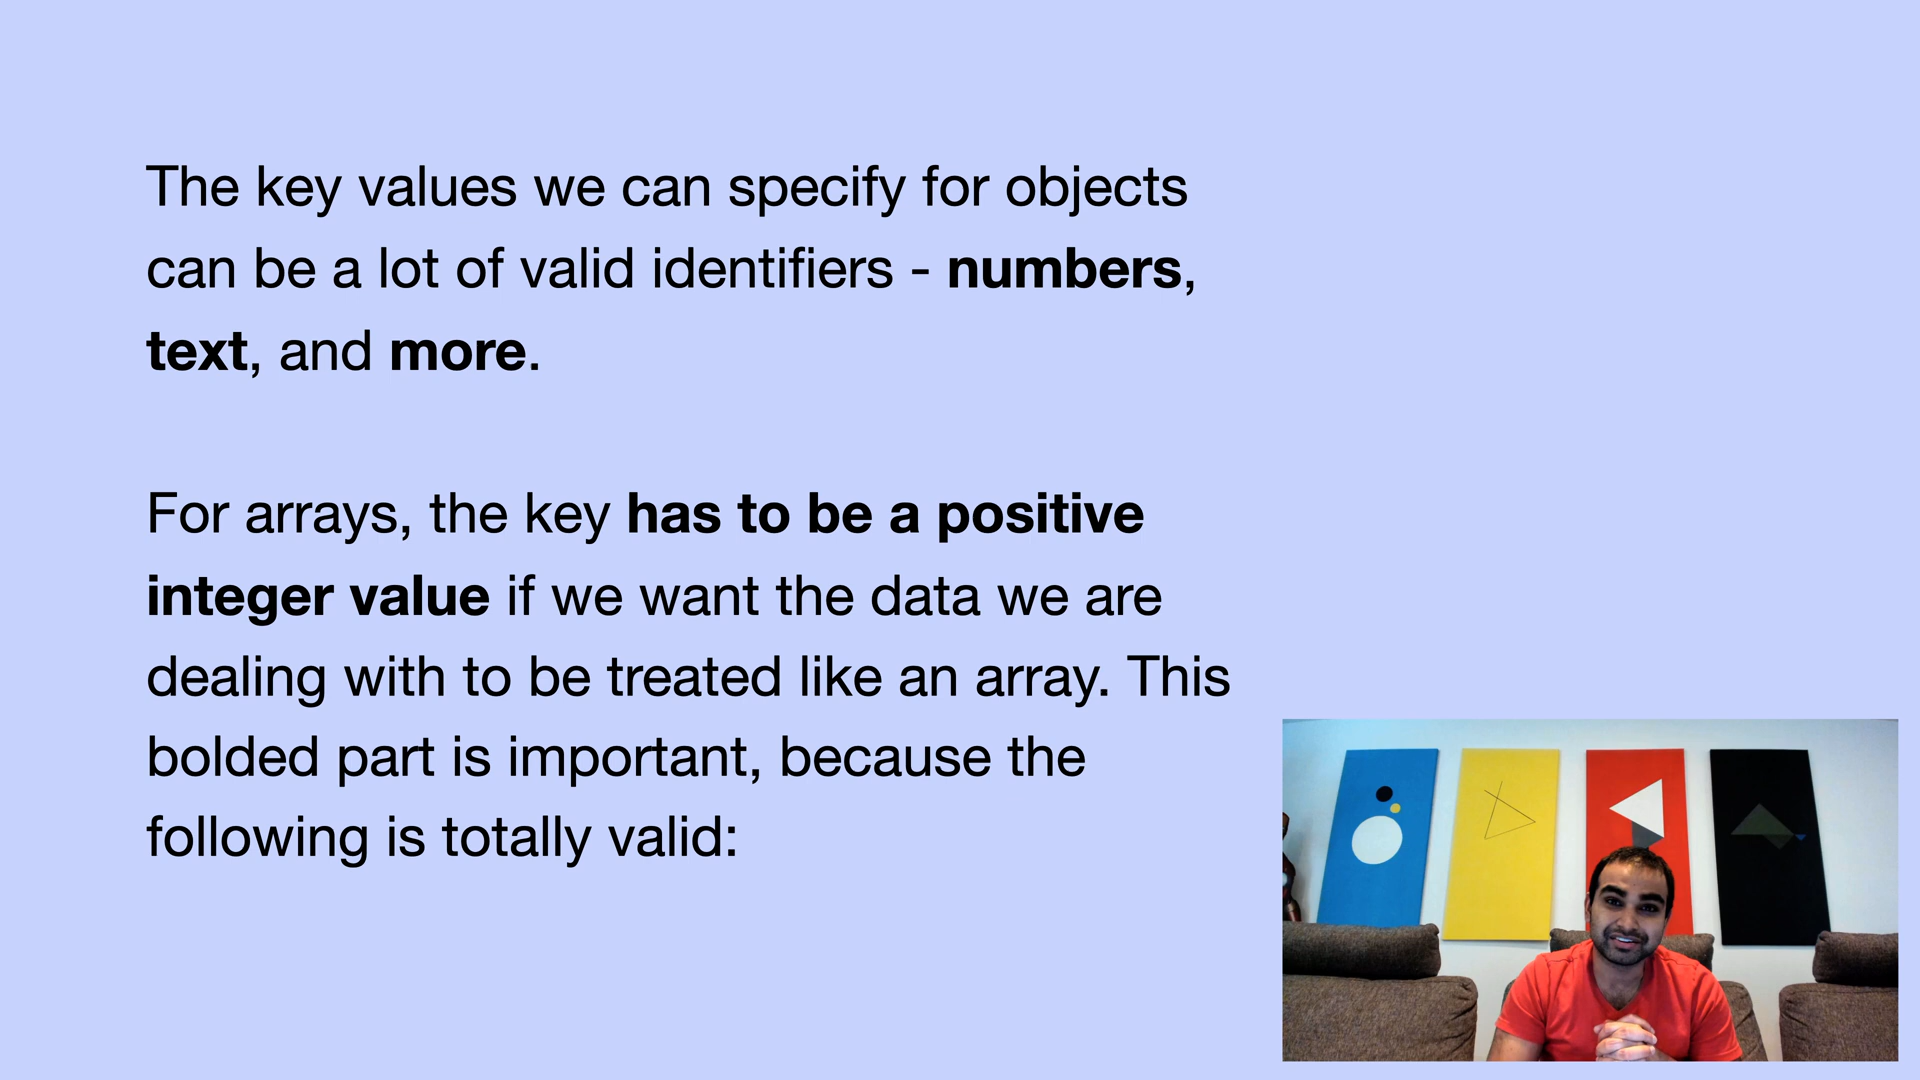 The key values we can specify for objects
can be a lot of valid identifiers - numbers,
text, and more.
For arrays, the key has to be a positive
integer value if we want the data we are
dealing with to be treated like an array. This
bolded part is important, because the
following is totally valid: